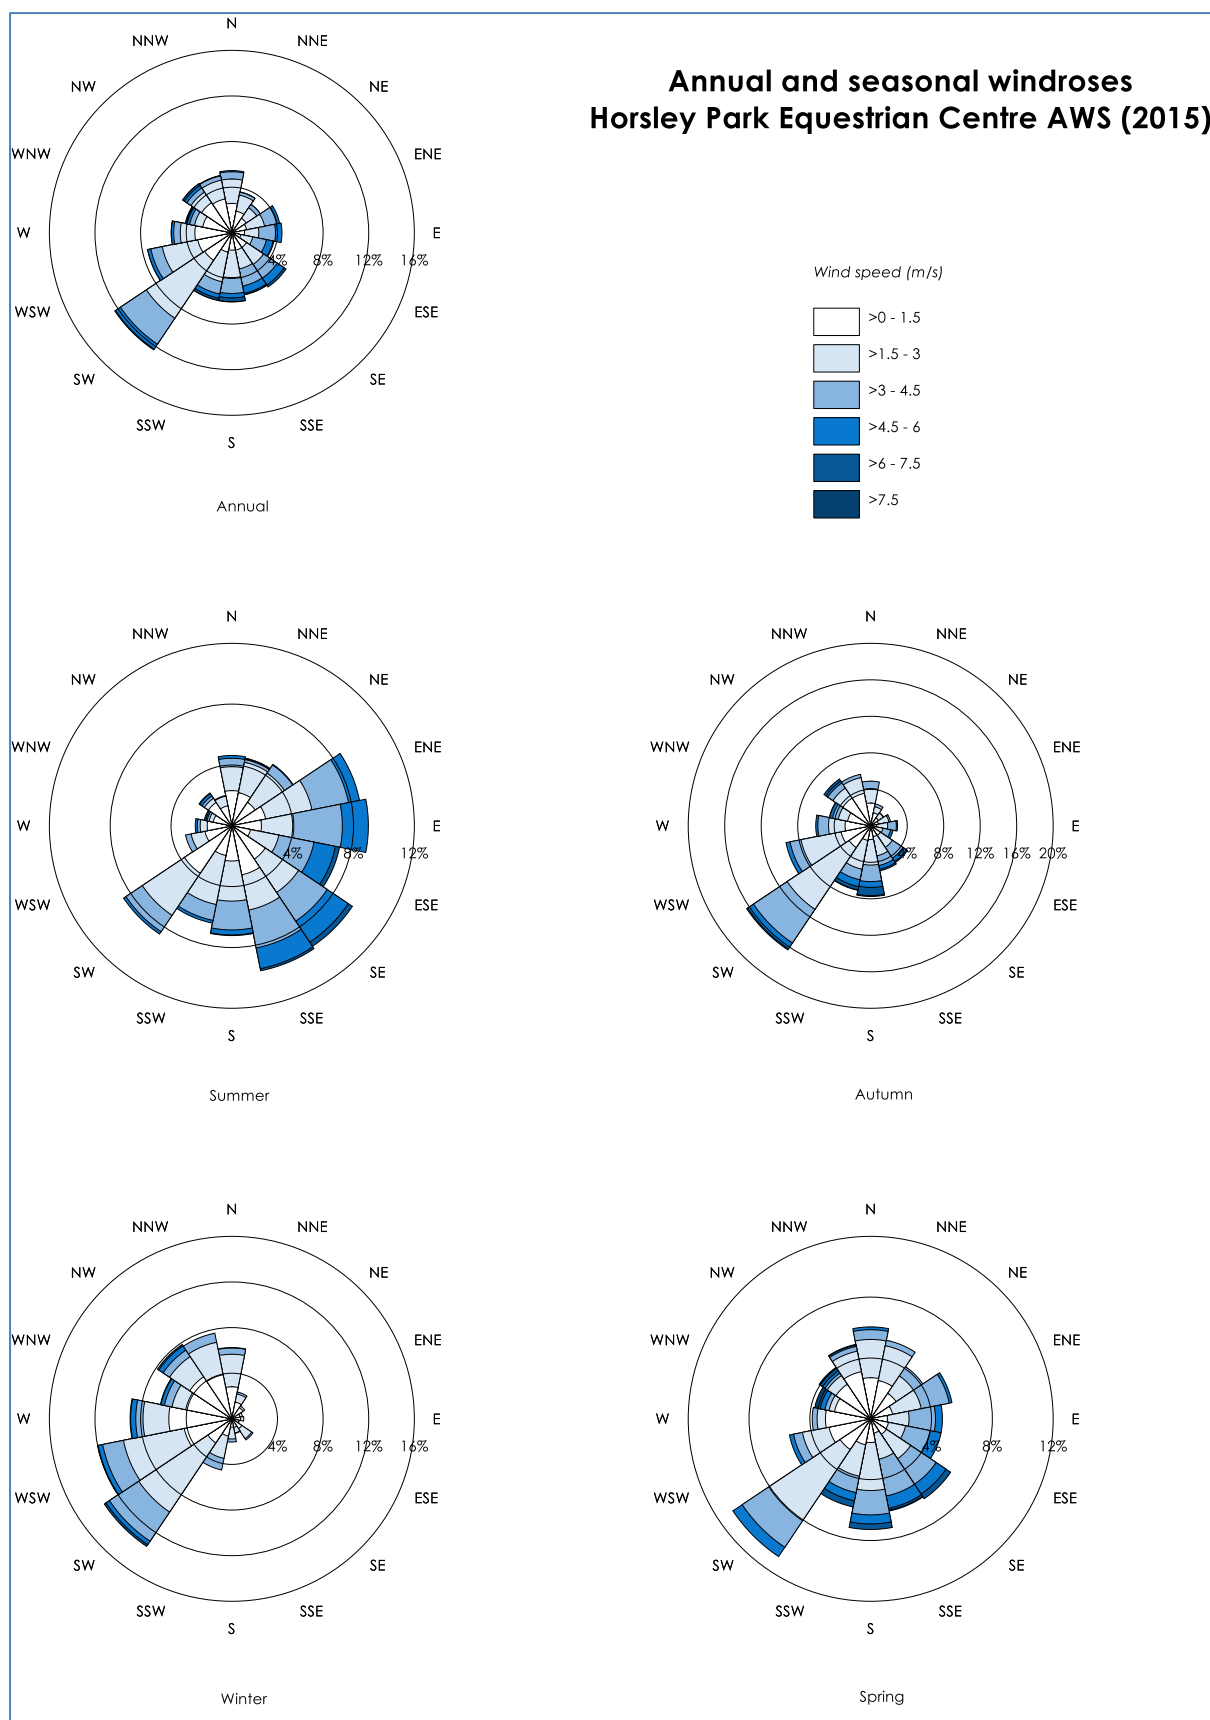 Annual and seasonal windroses
Horsley Park Equestrian Centre AWS (2015)
N
NNW
NNE
NW
NE
WNW
ENE
W
E
4%
8%
12%
16%
WSW
ESE
SW
SE
SSW
SSE
S
Annual
Wind speed (m/s)
>0 - 1.5
>1.5 - 3
>3 - 4.5
>4.5 - 6
>6 - 7.5
>7.5
N
NNW
NNE
NW
NE
WNW
ENE
W
E
4%
8%
12%
WSW
ESE
SW
SE
SSW
SSE
S
Summer
N
NNW
NNE
NW
NE
WNW
ENE
W
E
4%
8%
12%
16%
20%
WSW
ESE
SW
SE
SSW
SSE
S
Autumn
N
NNW
NNE
NW
NE
WNW
ENE
W
E
4%
8%
12%
16%
WSW
ESE
SW
SE
SSW
SSE
S
Winter
N
NNW
NNE
NW
NE
WNW
ENE
W
E
4%
8%
12%
WSW
ESE
SW
SE
SSW
SSE
S
Spring